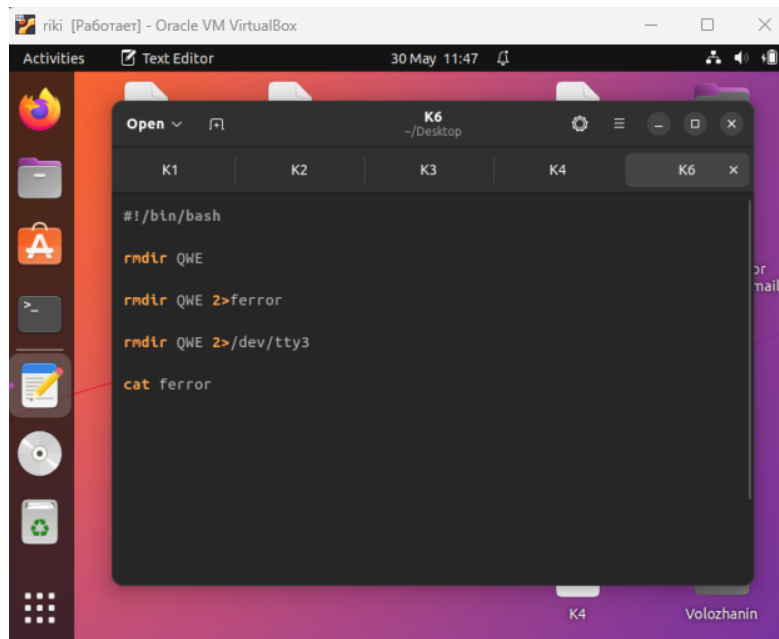 riki [Работает] - Oracle VM VirtualBox
Activities Text Editor 30 May 11:47
Open K6
~/Desktop
K1 K2 K3 K4 K6
#!/bin/bash
rmdir QWE
rmdir QWE 2>ferror
rmdir QWE 2>/dev/tty3
cat ferror
K4 Volozhanin